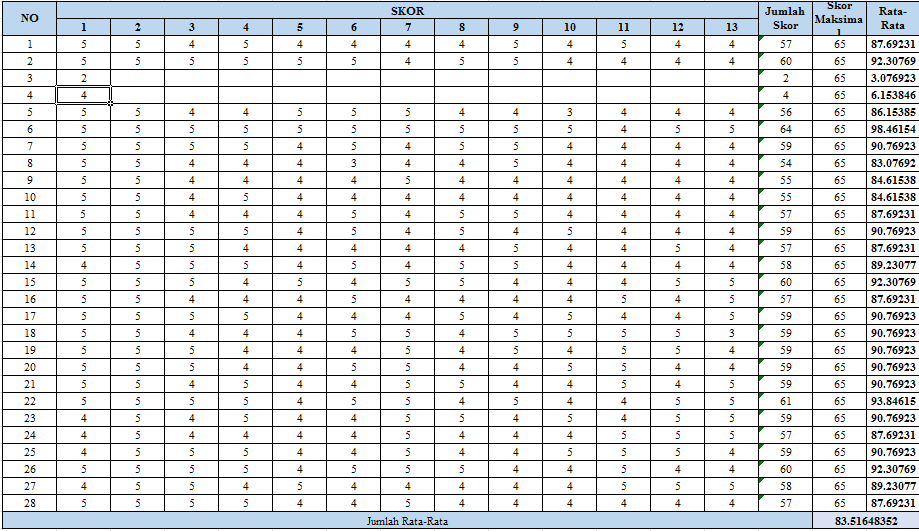 NO SKOR Jumlah Skor Skor Maksimal Rata-Rata
1 2 3 4 5 6 7 8 9 10 11 12 13
1 5 5 4 5 4 4 4 4 5 4 5 4 4 57 65 87.69231
2 5 5 5 5 5 5 4 5 5 4 4 4 4 60 65 92.30769
3 2 2 65 3.076923
4 4 4 65 6.153846
5 5 5 4 4 5 5 5 4 4 3 4 4 4 56 65 86.15385
6 5 5 5 5 5 5 5 5 5 5 4 5 5 64 65 98.46154
7 5 5 5 5 4 5 4 5 5 4 4 4 4 59 65 90.76923
8 5 5 4 4 4 3 4 4 5 4 4 4 4 54 65 83.07692
9 5 5 4 4 4 4 5 4 4 4 4 4 4 55 65 84.61538
10 5 5 4 5 4 4 4 4 4 4 4 4 4 55 65 84.61538
11 5 5 4 4 4 5 4 5 5 4 4 4 4 57 65 87.69231
12 5 5 5 5 4 5 4 5 4 5 4 4 4 59 65 90.76923
13 5 5 5 4 4 4 4 4 5 4 4 5 4 57 65 87.69231
14 4 5 5 5 4 5 4 5 5 4 4 4 4 58 65 89.23077
15 5 5 5 4 5 4 5 5 4 4 4 5 5 60 65 92.30769
16 5 5 4 4 4 5 4 4 4 4 5 4 5 57 65 87.69231
17 5 5 5 5 4 4 4 5 4 5 4 4 5 59 65 90.76923
18 5 5 4 4 4 5 5 4 5 5 5 5 3 59 65 90.76923
19 5 5 5 4 4 4 5 4 5 4 5 5 4 59 65 90.76923
20 5 5 5 4 4 5 5 4 4 5 5 4 4 59 65 90.76923
21 5 5 4 5 4 4 5 5 4 4 5 4 5 59 65 90.76923
22 5 5 5 5 4 5 5 4 5 4 4 5 5 61 65 93.84615
23 4 5 4 5 4 4 5 5 4 5 4 5 5 59 65 90.76923
24 4 5 4 4 4 4 5 4 4 4 5 5 5 57 65 87.69231
25 4 5 5 5 4 4 5 4 4 5 5 5 4 59 65 90.76923
26 5 5 5 5 4 5 5 5 4 4 5 4 4 60 65 92.30769
27 4 5 5 4 5 4 4 4 4 4 5 5 5 58 65 89.23077
28 5 5 5 5 4 4 5 4 4 4 4 4 4 57 65 87.69231
Jumlah Rata-Rata 83.51648352